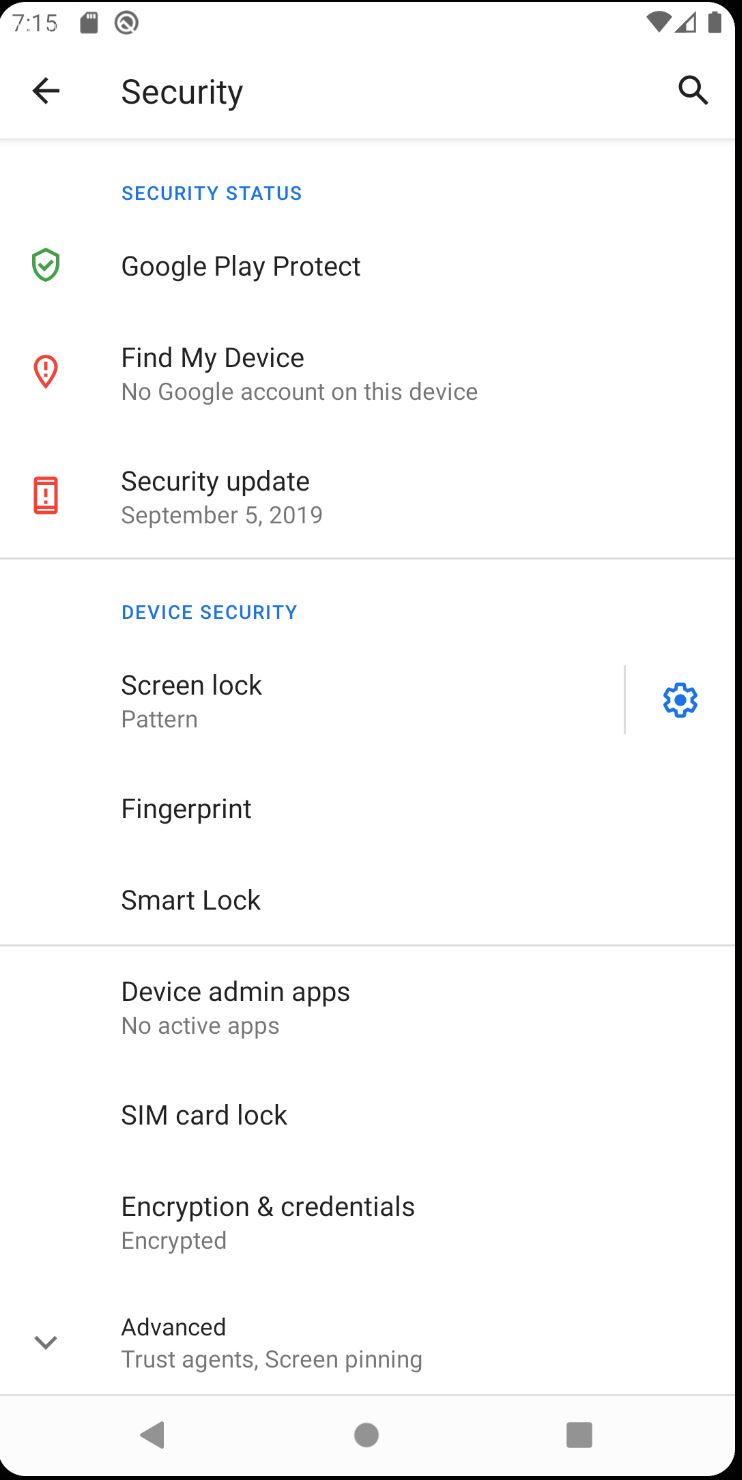 7:15
Security
SECURITY STATUS
Google Play Protect
Find My Device
No Google account on this device
Security update
September 5, 2019
DEVICE SECURITY
Screen lock
Pattern
Fingerprint
Smart Lock
Device admin apps
No active apps
SIM card lock
Encryption & credentials
Encrypted
Advanced
Trust agents, Screen pinning